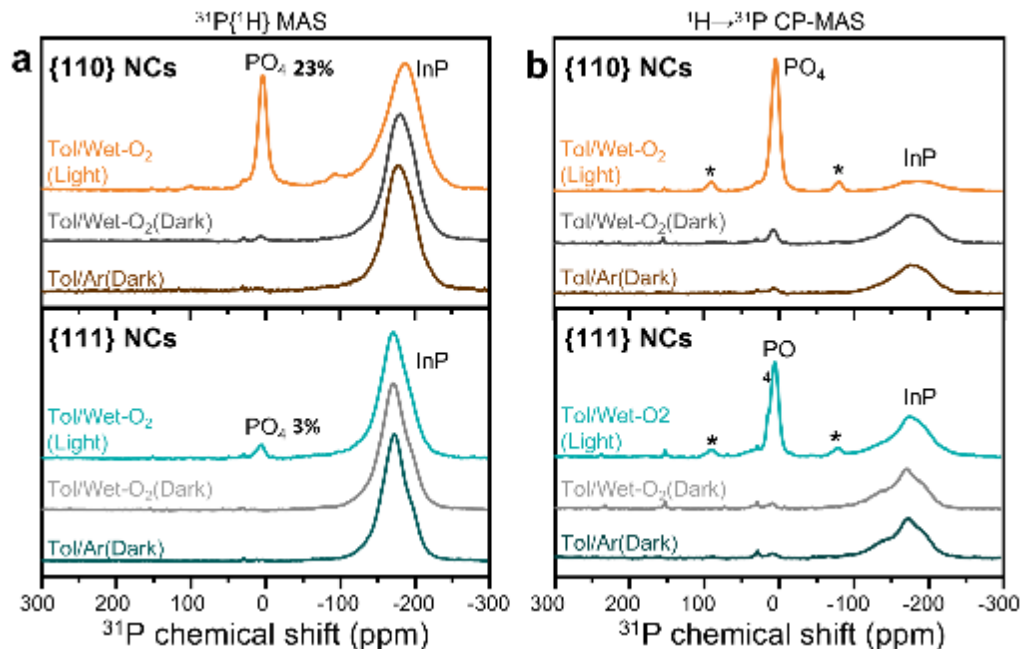 ³¹P{¹H} MAS
a
{110} NCs
PO₄ 23%
InP
Tol/Wet-O₂
(Light)
Tol/Wet-O₂(Dark)
Tol/Ar(Dark)
{111} NCs
InP
Tol/Wet-O₂
(Light)
PO₄ 3%
Tol/Wet-O₂(Dark)
Tol/Ar(Dark)
300 200 100 0 -100 -200 -300
³¹P chemical shift (ppm)
¹H→³¹P CP-MAS
b
{110} NCs
PO₄
Tol/Wet-O₂
(Light)
* *
InP
Tol/Wet-O₂(Dark)
Tol/Ar(Dark)
{111} NCs
PO
4
InP
Tol/Wet-O2
(Light)
* *
Tol/Wet-O₂(Dark)
Tol/Ar(Dark)
300 200 100 0 -100 -200 -300
³¹P chemical shift (ppm)